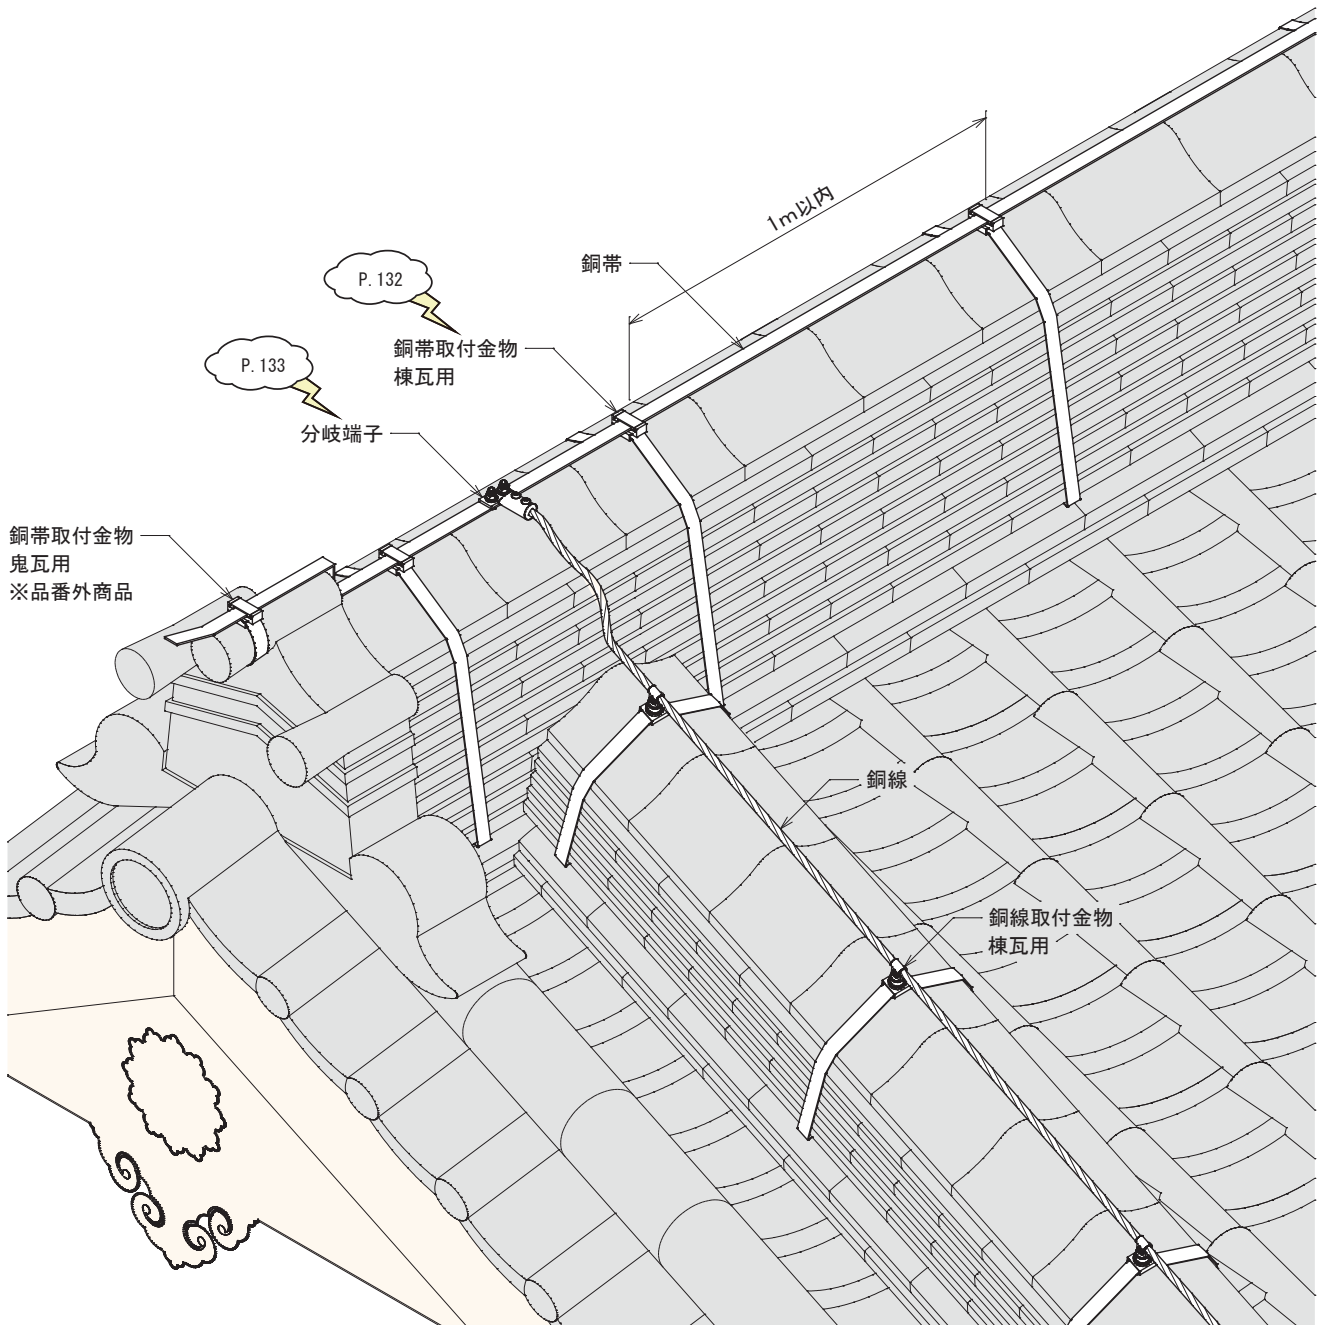 1m以内
銅帯
P.132
銅帯取付金物
棟瓦用
P.133
分岐端子
銅帯取付金物
鬼瓦用
※品番外商品
銅線
銅線取付金物
棟瓦用